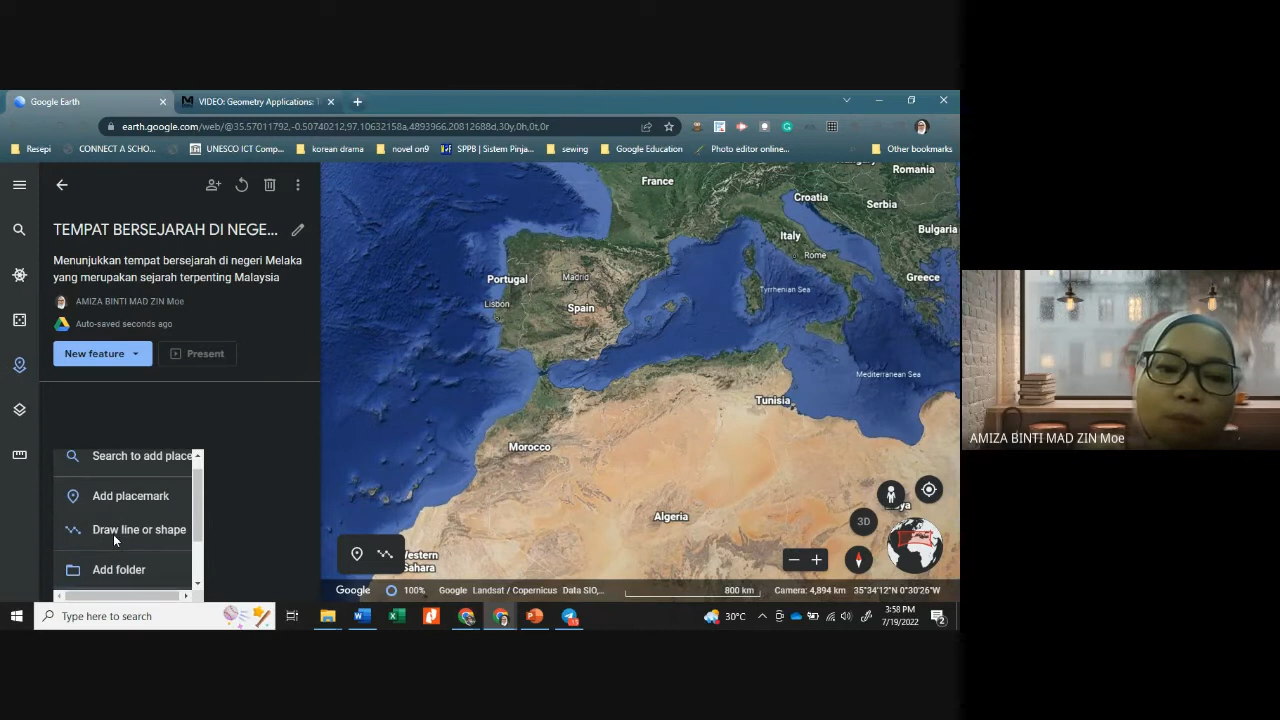 Google Earth
VIDEO: Geometry Applications: T
earth.google.com/web/@35.57011792,-0.50740212,97.10632158a,4893966.20812688d,30y,0h,0t,0r
Resepi
CONNECT A SCHO...
UNESCO ICT Comp...
korean drama
novel on9
SPPB | Sistem Pinja...
sewing
Google Education
Photo editor online...
Other bookmarks
TEMPAT BERSEJARAH DI NEGE...
Menunjukkan tempat bersejarah di negeri Melaka
yang merupakan sejarah terpenting Malaysia
AMIZA BINTI MAD ZIN Moe
Auto-saved seconds ago
New feature
Present
Search to add place
Add placemark
Draw line or shape
Add folder
France
Romania
Croatia
Serbia
Italy
Bulgaria
Rome
Portugal
Madrid
Greece
Tyrrhenian Sea
Lisbon
Spain
Mediterranean Sea
Tunisia
Morocco
Algeria
Western
Sahara
3D
Google
100%
Google Landsat / Copernicus Data SIO,...
800 km
Camera: 4,894 km 35°34'12"N 0°30'26"W
AMIZA BINTI MAD ZIN Moe
Type here to search
30°C
3:58 PM
7/19/2022
2